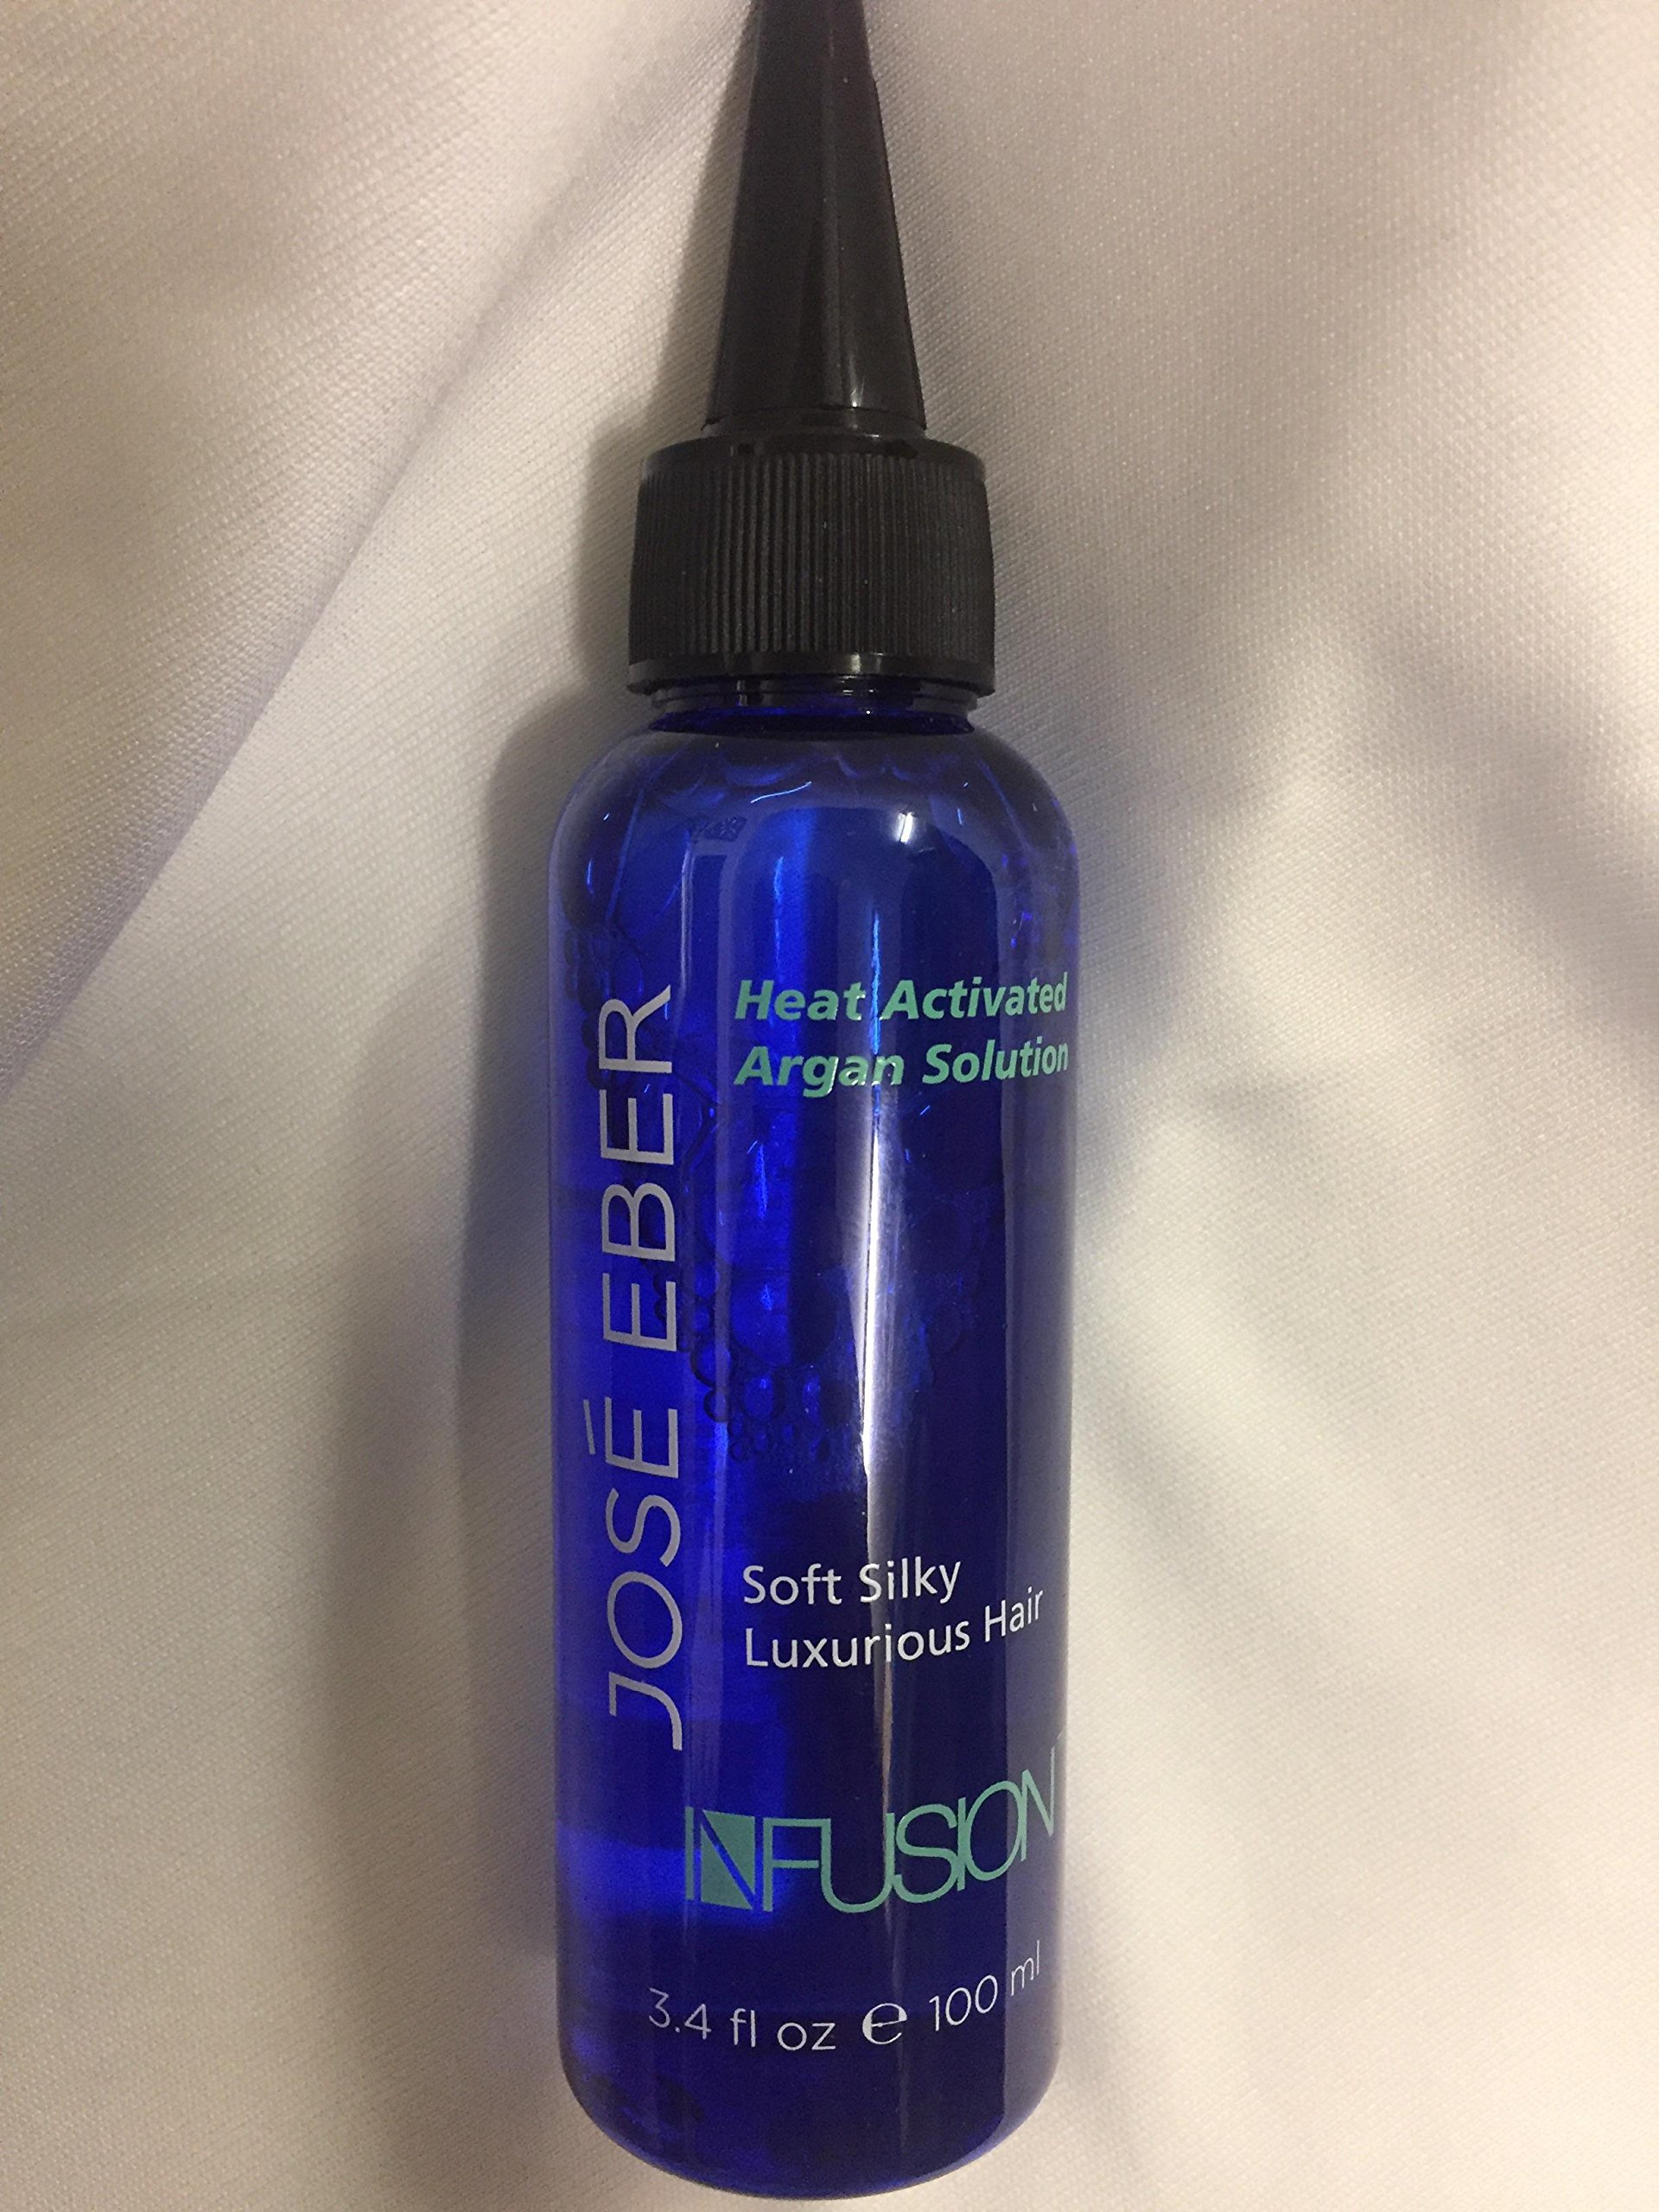 JOSÉ EBER
Heat Activated
Argan Solution
Soft Silky
Luxurious Hair
INFUSION
3.4 fl oz e 100 ml